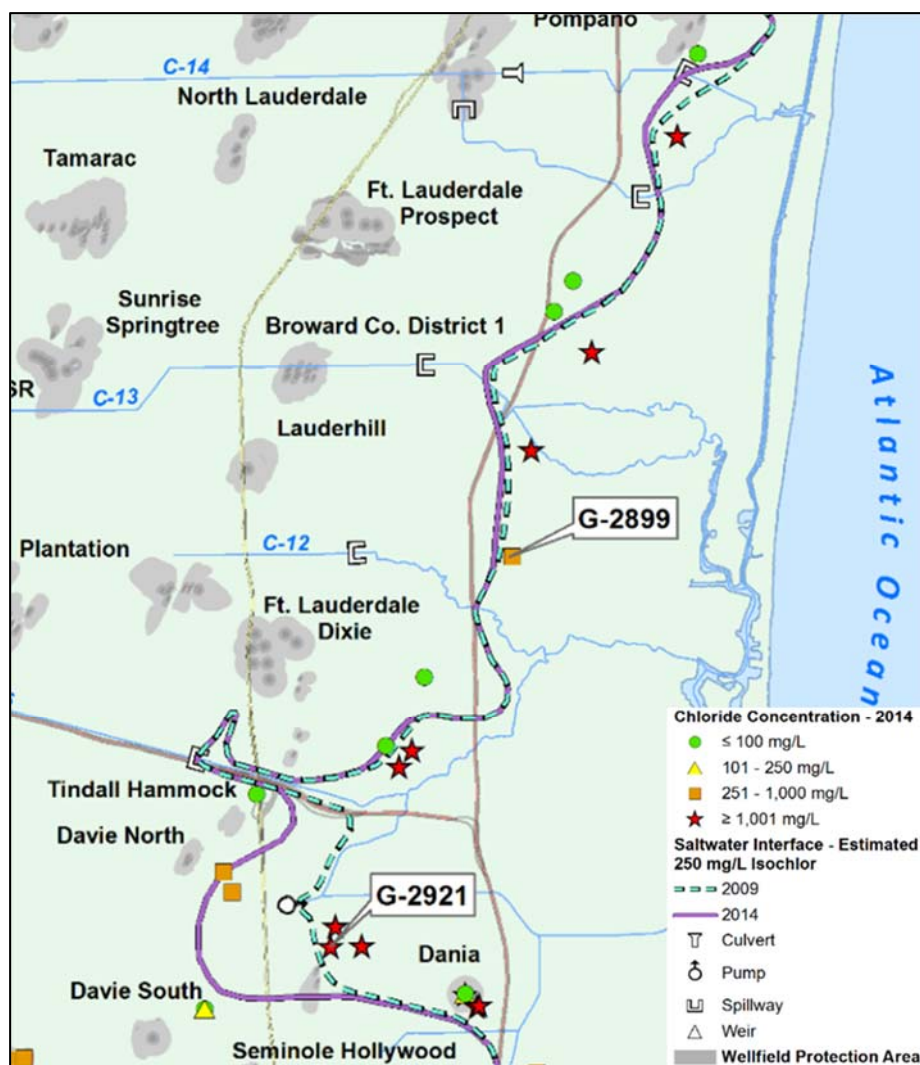 Pompano
C-14
North Lauderdale
Tamarac
Ft. Lauderdale
Prospect
Sunrise
Springtree
Broward Co. District 1
SR
C-13
Lauderhill
Atlantic Ocean
G-2899
C-12
Plantation
Ft. Lauderdale
Dixie
Tindall Hammock
Davie North
G-2921
Dania
Davie South
Seminole Hollywood
Chloride Concentration - 2014
≤ 100 mg/L
101 - 250 mg/L
251 - 1,000 mg/L
≥ 1,001 mg/L
Saltwater Interface - Estimated
250 mg/L Isochlor
2009
2014
Culvert
Pump
Spillway
Weir
Wellfield Protection Area